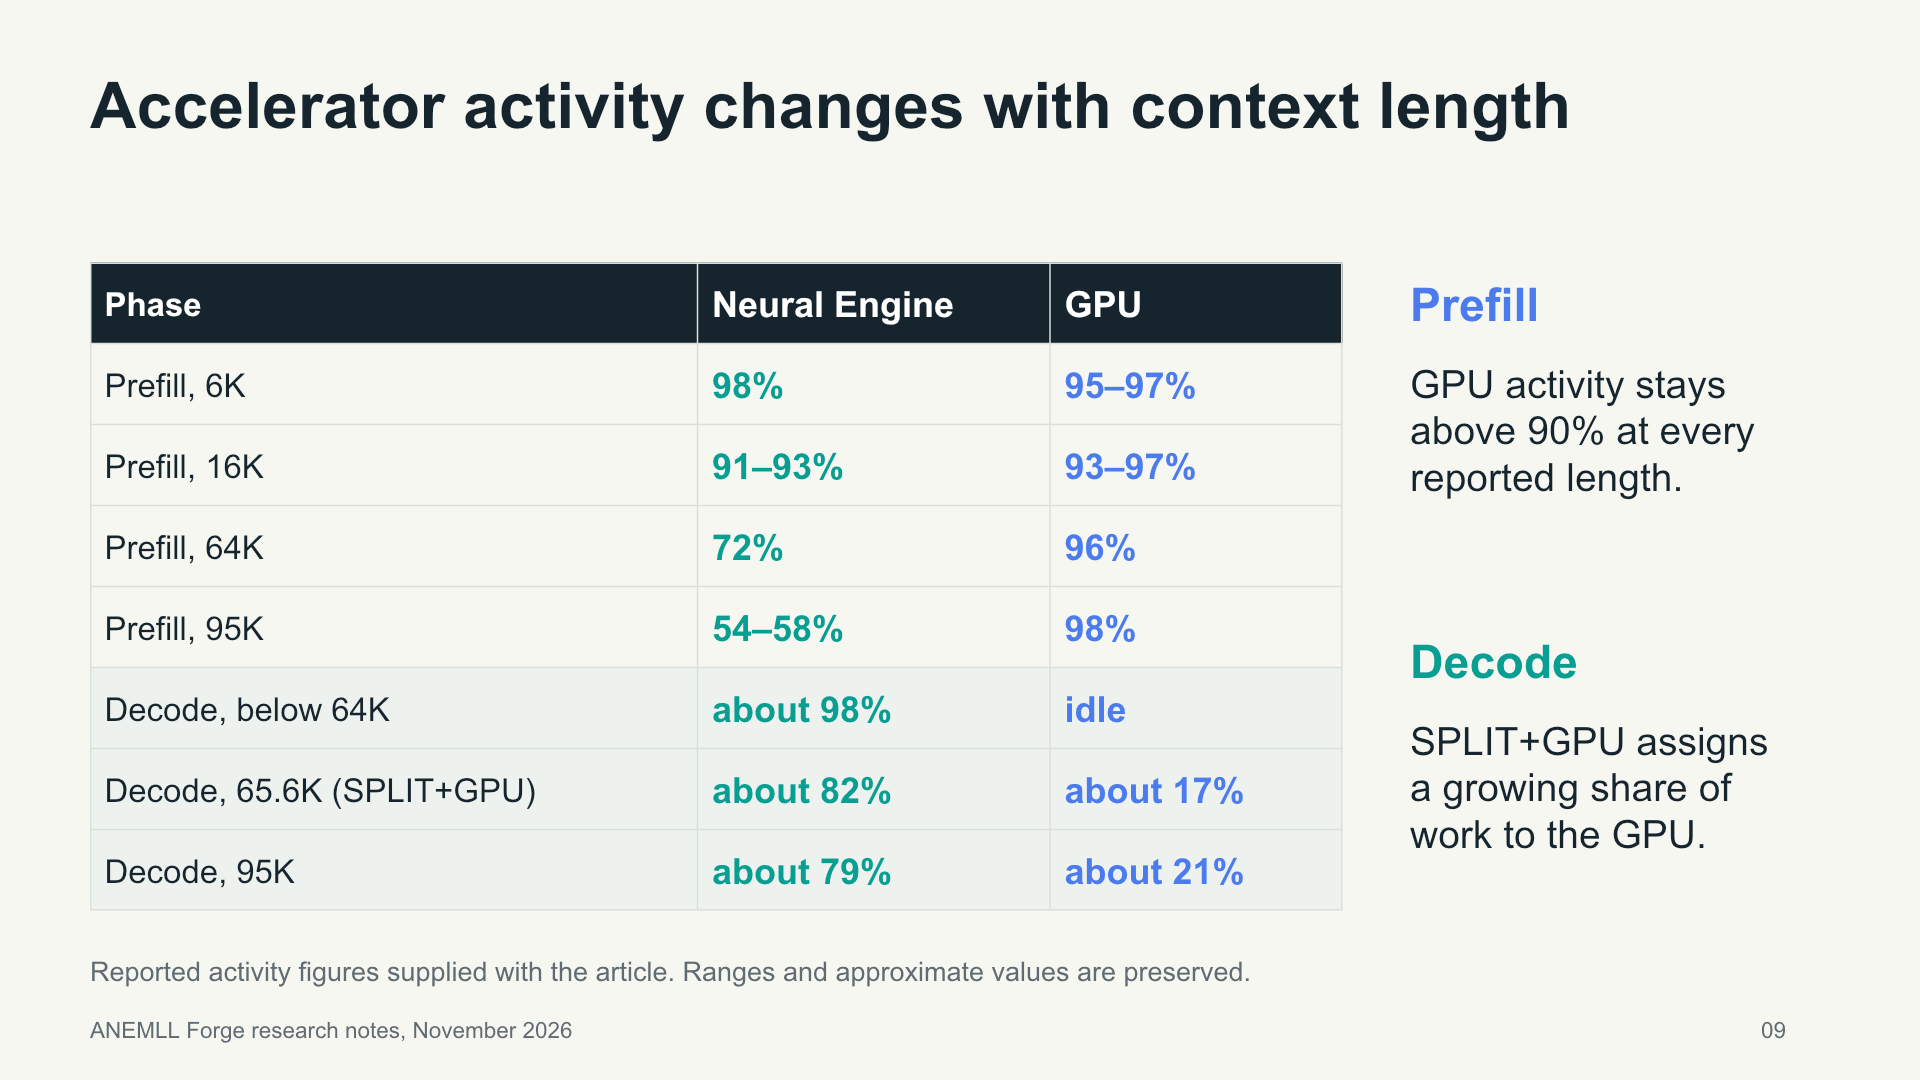 Accelerator activity changes with context length
Phase Neural Engine GPU
Prefill, 6K 98% 95–97%
Prefill, 16K 91–93% 93–97%
Prefill, 64K 72% 96%
Prefill, 95K 54–58% 98%
Decode, below 64K about 98% idle
Decode, 65.6K (SPLIT+GPU) about 82% about 17%
Decode, 95K about 79% about 21%
Prefill
GPU activity stays
above 90% at every
reported length.
Decode
SPLIT+GPU assigns
a growing share of
work to the GPU.
Reported activity figures supplied with the article. Ranges and approximate values are preserved.
ANEMLL Forge research notes, November 2026
09